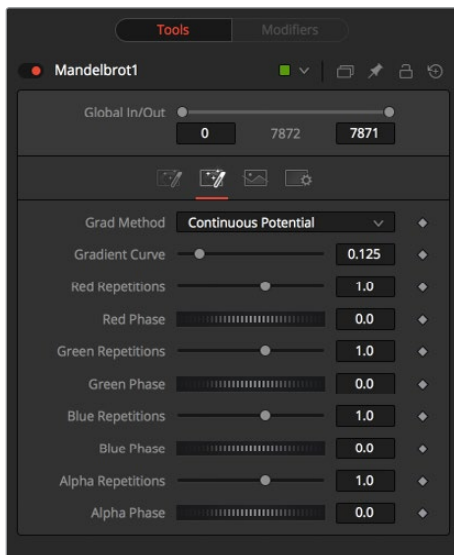 Tools Modifiers
Mandelbrot1
Global In/Out
0 7872 7871
Grad Method Continuous Potential
Gradient Curve 0.125
Red Repetitions 1.0
Red Phase 0.0
Green Repetitions 1.0
Green Phase 0.0
Blue Repetitions 1.0
Blue Phase 0.0
Alpha Repetitions 1.0
Alpha Phase 0.0